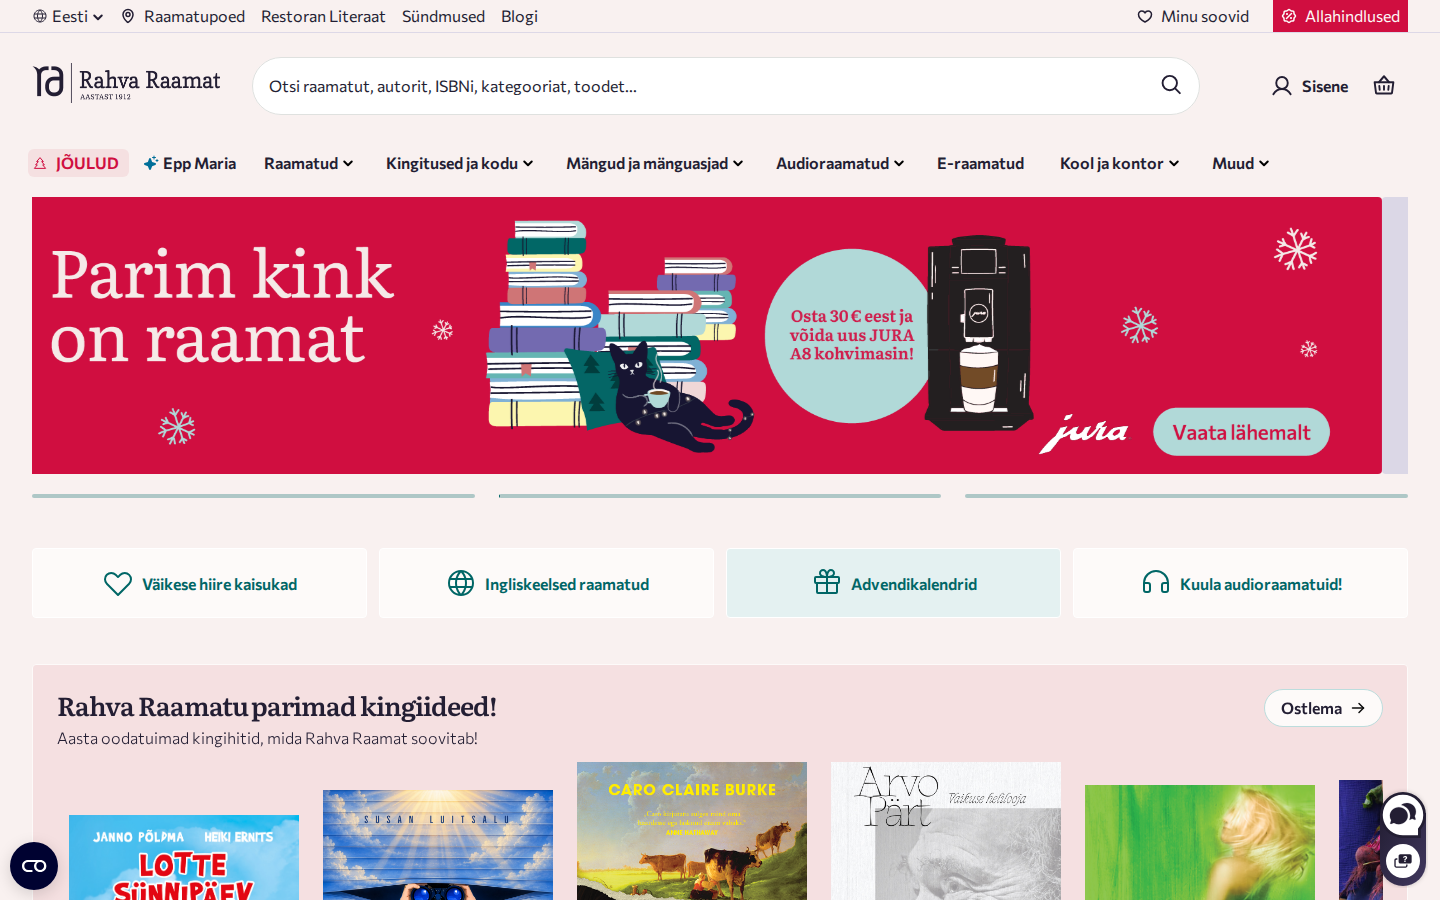 Eesti
Raamatupoed
Restoran Literaat
Sündmused
Blogi
Minu soovid
Allahindlused
ra Rahva Raamat
AASTAST 1912
Otsi raamatut, autorit, ISBNi, kategooriat, toodet...
Sisene
JÕULUD
Epp Maria
Raamatud
Kingitused ja kodu
Mängud ja mänguasjad
Audioraamatud
E-raamatud
Kool ja kontor
Muud
Parim kink
on raamat
Osta 30 € eest ja
võida uus JURA
A8 kohvimasin!
jura
Vaata lähemalt
Väikese hiire kaisukad
Ingliskeelsed raamatud
Advendikalendrid
Kuula audioraamatuid!
Rahva Raamatu parimad kingiideed!
Aasta oodatuimad kingihitid, mida Rahva Raamat soovitab!
Ostlema
JANNO PÕLDMA HEIKI ERNITS
LOTTE
SÜNNIPÄEV
SUSAN LUITSALU
CARO CLAIRE BURKE
ANNE HATHAWAY
Arvo
Pärt
Vaikuse helilooja